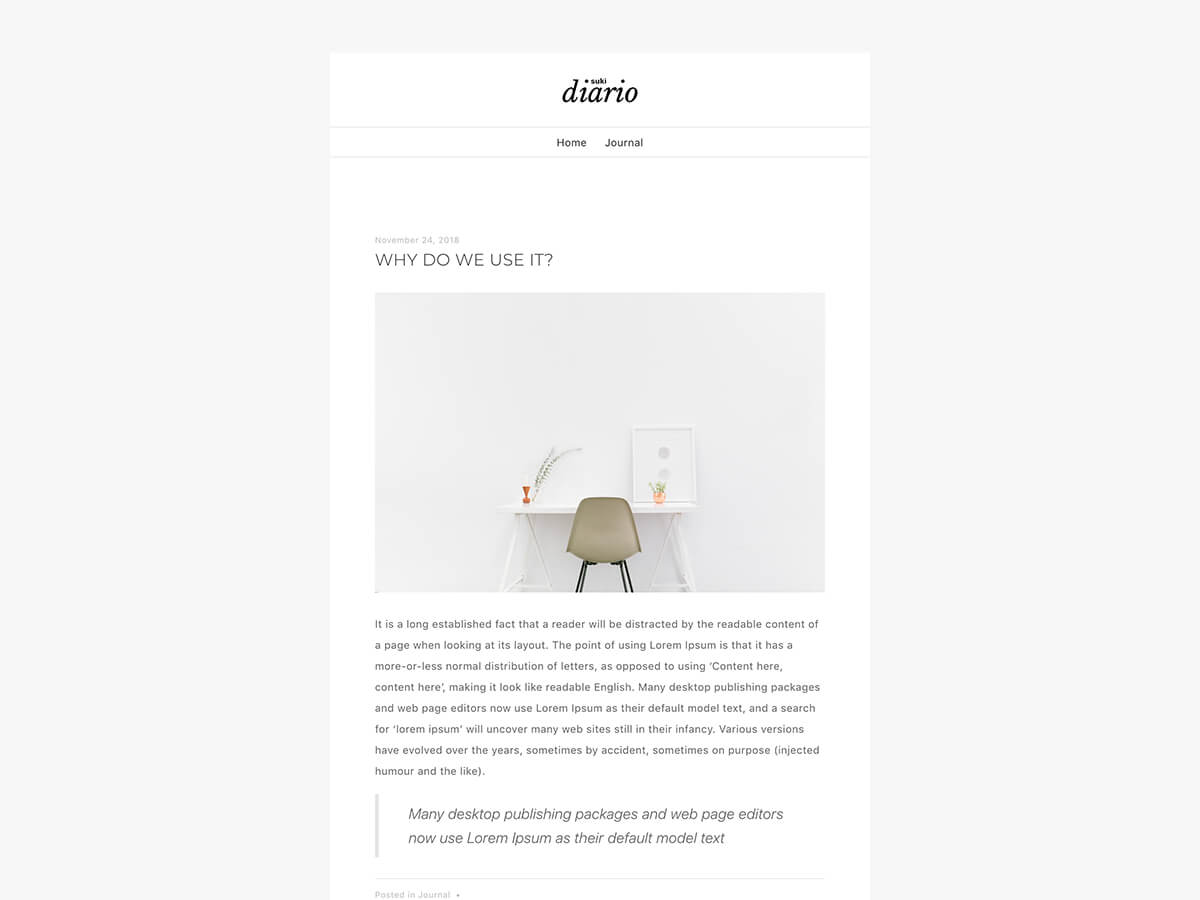 suki
diario
Home Journal
November 24, 2018
WHY DO WE USE IT?
It is a long established fact that a reader will be distracted by the readable content of
a page when looking at its layout. The point of using Lorem Ipsum is that it has a
more-or-less normal distribution of letters, as opposed to using ‘Content here,
content here’, making it look like readable English. Many desktop publishing packages
and web page editors now use Lorem Ipsum as their default model text, and a search
for ‘lorem ipsum’ will uncover many web sites still in their infancy. Various versions
have evolved over the years, sometimes by accident, sometimes on purpose (injected
humour and the like).
Many desktop publishing packages and web page editors
now use Lorem Ipsum as their default model text
Posted in Journal •